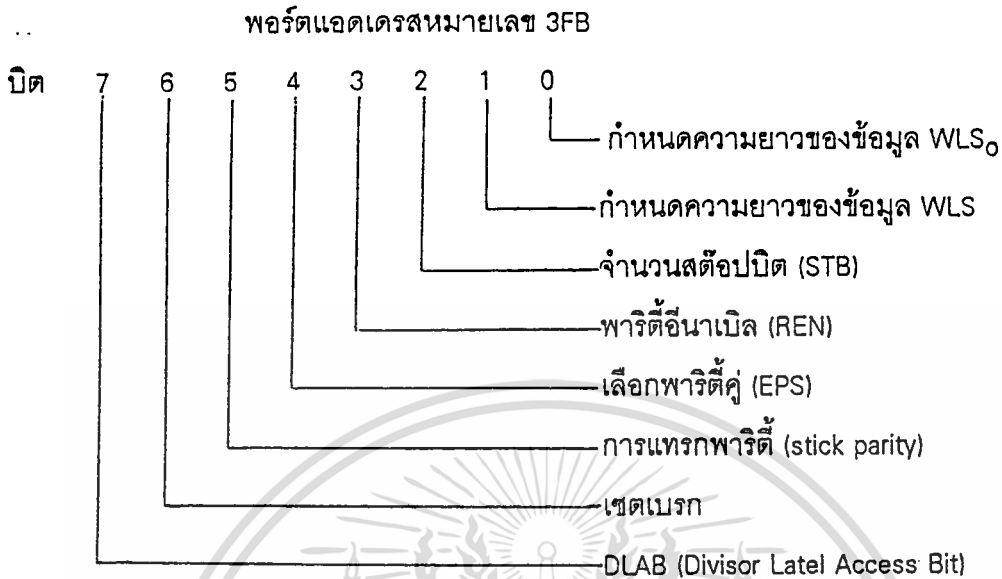 พอร์ตแอดเดรสหมายเลข 3FB
บิต 7 6 5 4 3 2 1 0
กำหนดความยาวของข้อมูล WLS₀
กำหนดความยาวของข้อมูล WLS
จำนวนสต๊อปบิต (STB)
พาริตี้อีนาเบิล (REN)
เลือกพาริตี้คู่ (EPS)
การแทรกพาริตี้ (stick parity)
เซตเบรก
DLAB (Divisor Latel Access Bit)